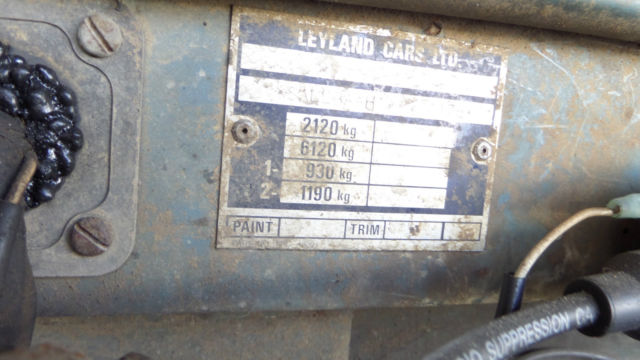 LEYLAND CARS LTD.
2120 kg
6120 kg
1- 930 kg
2- 1190 kg
PAINT TRIM
SUPPRESSION